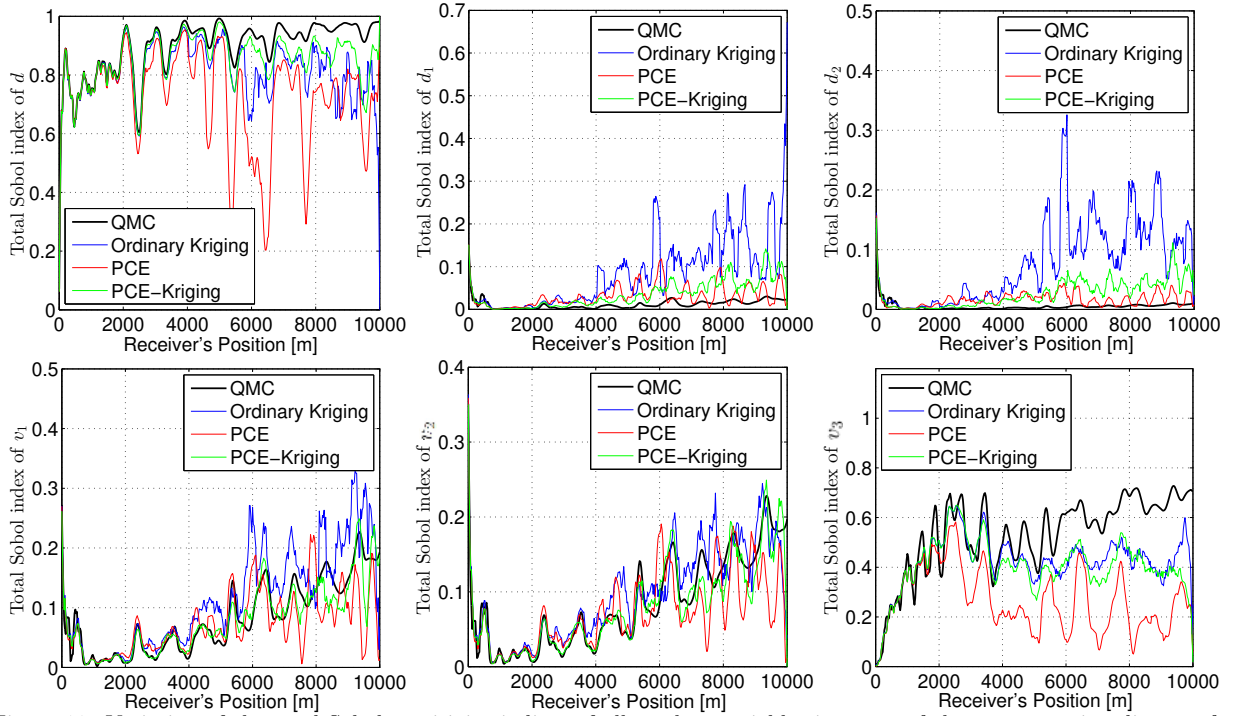 Total Sobol index of d
1
0.8
0.6
0.4
0.2
0
QMC
Ordinary Kriging
PCE
PCE−Kriging
0 2000 4000 6000 8000 10000
Receiver's Position [m]
Total Sobol index of d₁
0.7
0.6
0.5
0.4
0.3
0.2
0.1
0
QMC
Ordinary Kriging
PCE
PCE−Kriging
0 2000 4000 6000 8000 10000
Receiver's Position [m]
Total Sobol index of d₂
0.5
0.4
0.3
0.2
0.1
0
QMC
Ordinary Kriging
PCE
PCE−Kriging
0 2000 4000 6000 8000 10000
Receiver's Position [m]
Total Sobol index of v₁
0.5
0.4
0.3
0.2
0.1
0
QMC
Ordinary Kriging
PCE
PCE−Kriging
0 2000 4000 6000 8000 10000
Receiver's Position [m]
Total Sobol index of v₂
0.4
0.3
0.2
0.1
0
QMC
Ordinary Kriging
PCE
PCE−Kriging
0 2000 4000 6000 8000 10000
Receiver's Position [m]
Total Sobol index of v₃
1
0.8
0.6
0.4
0.2
0
QMC
Ordinary Kriging
PCE
PCE−Kriging
0 2000 4000 6000 8000 10000
Receiver's Position [m]